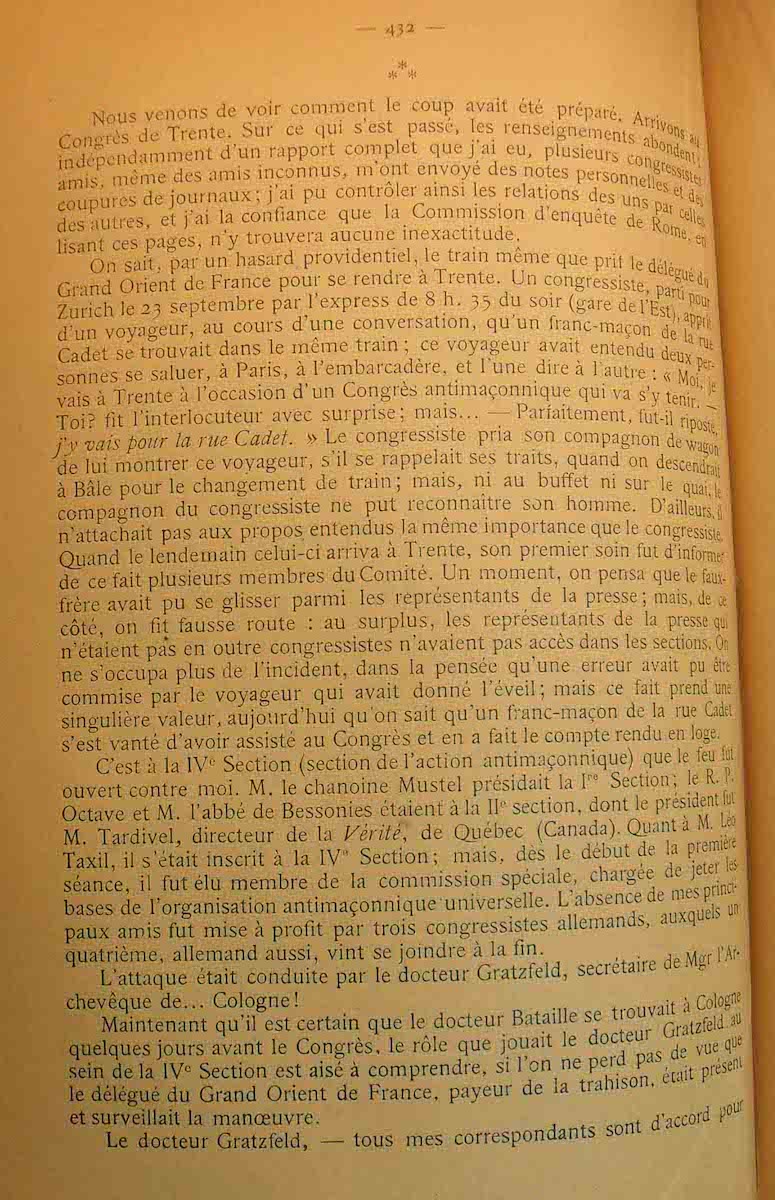 — 432 —
*
* *
Nous venons de voir comment le coup avait été préparé. Arrivons au
Congrès de Trente. Sur ce qui s'est passé, les renseignements abondent;
indépendamment d'un rapport complet que j'ai eu, plusieurs congressistes
amis, même des amis inconnus, m'ont envoyé des notes personnelles et des
coupures de journaux; j'ai pu contrôler ainsi les relations des uns par celles
des autres, et j'ai la confiance que la Commission d'enquête de Rome, en
lisant ces pages, n'y trouvera aucune inexactitude.
On sait, par un hasard providentiel, le train même que prit le délégué du
Grand Orient de France pour se rendre à Trente. Un congressiste, parti pour
Zurich le 23 septembre par l'express de 8 h. 35 du soir (gare de l'Est), apprit
d'un voyageur, au cours d'une conversation, qu'un franc-maçon de la rue
Cadet se trouvait dans le même train; ce voyageur avait entendu deux per-
sonnes se saluer, à Paris, à l'embarcadère, et l'une dire à l'autre : « Moi, je
vais à Trente à l'occasion d'un Congrès antimaçonnique qui va s'y tenir. —
Toi? fit l'interlocuteur avec surprise; mais... — Parfaitement, fut-il riposté,
j'y vais pour la rue Cadet. » Le congressiste pria son compagnon de wagon
de lui montrer ce voyageur, s'il se rappelait ses traits, quand on descendrait
à Bâle pour le changement de train; mais, ni au buffet ni sur le quai, le
compagnon du congressiste ne put reconnaitre son homme. D'ailleurs, il
n'attachait pas aux propos entendus la même importance que le congressiste.
Quand le lendemain celui-ci arriva à Trente, son premier soin fut d'informer
de ce fait plusieurs membres du Comité. Un moment, on pensa que le faux-
frère avait pu se glisser parmi les représentants de la presse; mais, de ce
côté, on fit fausse route : au surplus, les représentants de la presse qui
n'étaient pas en outre congressistes n'avaient pas accès dans les sections. On
ne s'occupa plus de l'incident, dans la pensée qu'une erreur avait pu être
commise par le voyageur qui avait donné l'éveil; mais ce fait prend une
singulière valeur, aujourd'hui qu'on sait qu'un franc-maçon de la rue Cadet
s'est vanté d'avoir assisté au Congrès et en a fait le compte rendu en loge.
C'est à la IVe Section (section de l'action antimaçonnique) que le feu fut
ouvert contre moi. M. le chanoine Mustel présidait la Ire Section; le R. P.
Octave et M. l'abbé de Bessonies étaient à la IIe section, dont le président fut
M. Tardivel, directeur de la Vérité, de Québec (Canada). Quant à M. Léo
Taxil, il s'était inscrit à la IVe Section; mais, dès le début de la première
séance, il fut élu membre de la commission spéciale, chargée de jeter les
bases de l'organisation antimaçonnique universelle. L'absence de mes princi-
paux amis fut mise à profit par trois congressistes allemands, auxquels un
quatrième, allemand aussi, vint se joindre à la fin.
L'attaque était conduite par le docteur Gratzfeld, secrétaire de Mgr l'Ar-
chevêque de... Cologne!
Maintenant qu'il est certain que le docteur Bataille se trouvait à Cologne
quelques jours avant le Congrès, le rôle que jouait le docteur Gratzfeld au
sein de la IVe Section est aisé à comprendre, si l'on ne perd pas de vue que
le délégué du Grand Orient de France, payeur de la trahison, était présent
et surveillait la manœuvre.
Le docteur Gratzfeld, — tous mes correspondants sont d'accord pour